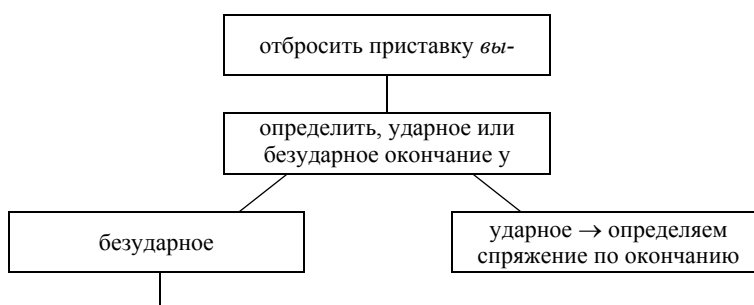 отбросить приставку вы-
определить, ударное или
безударное окончание у
безударное
ударное → определяем
спряжение по окончанию